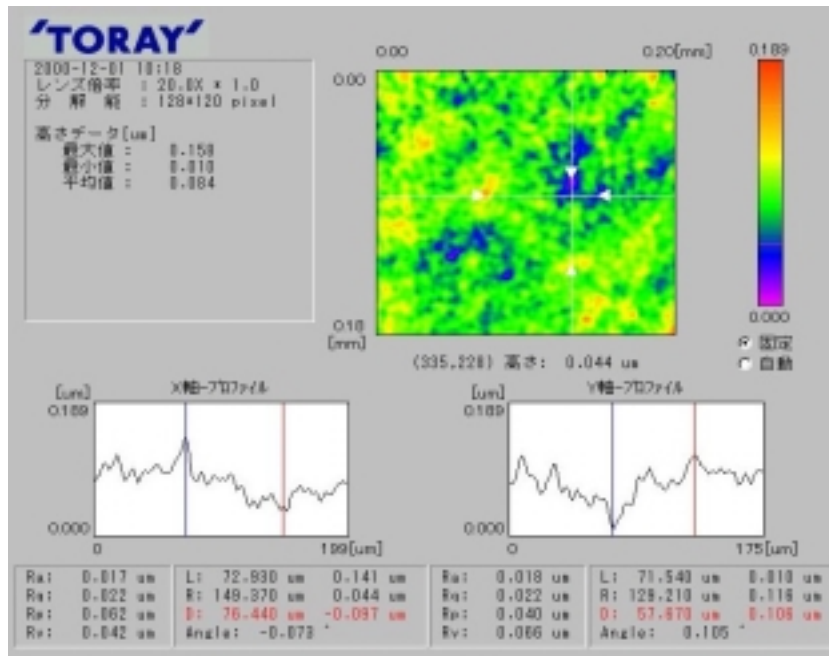 TORAY
2000-12-01 10:18
レンズ倍率 : 20.0X * 1.0
分 解 能 : 128*120 pixel
高さデータ[um]
最大値 : 0.158
最小値 : 0.010
平均値 : 0.084
0.00 0.20[mm] 0.189
0.00
0.18
[mm]
0.000
固定
自動
(335,228) 高さ: 0.044 um
X軸-プロファイル
[um]
0.189
0.000
0 199[um]
Y軸-プロファイル
[um]
0.189
0.000
0 175[um]
Ra: 0.017 um L: 72.930 um 0.141 um Ra: 0.018 um L: 71.540 um 0.010 um
Rq: 0.022 um R: 149.370 um 0.044 um Rq: 0.022 um R: 129.210 um 0.116 um
Rp: 0.062 um D: 76.440 um -0.097 um Rp: 0.040 um D: 57.670 um 0.106 um
Rv: 0.042 um Angle: -0.073 ° Rv: 0.066 um Angle: 0.105 °